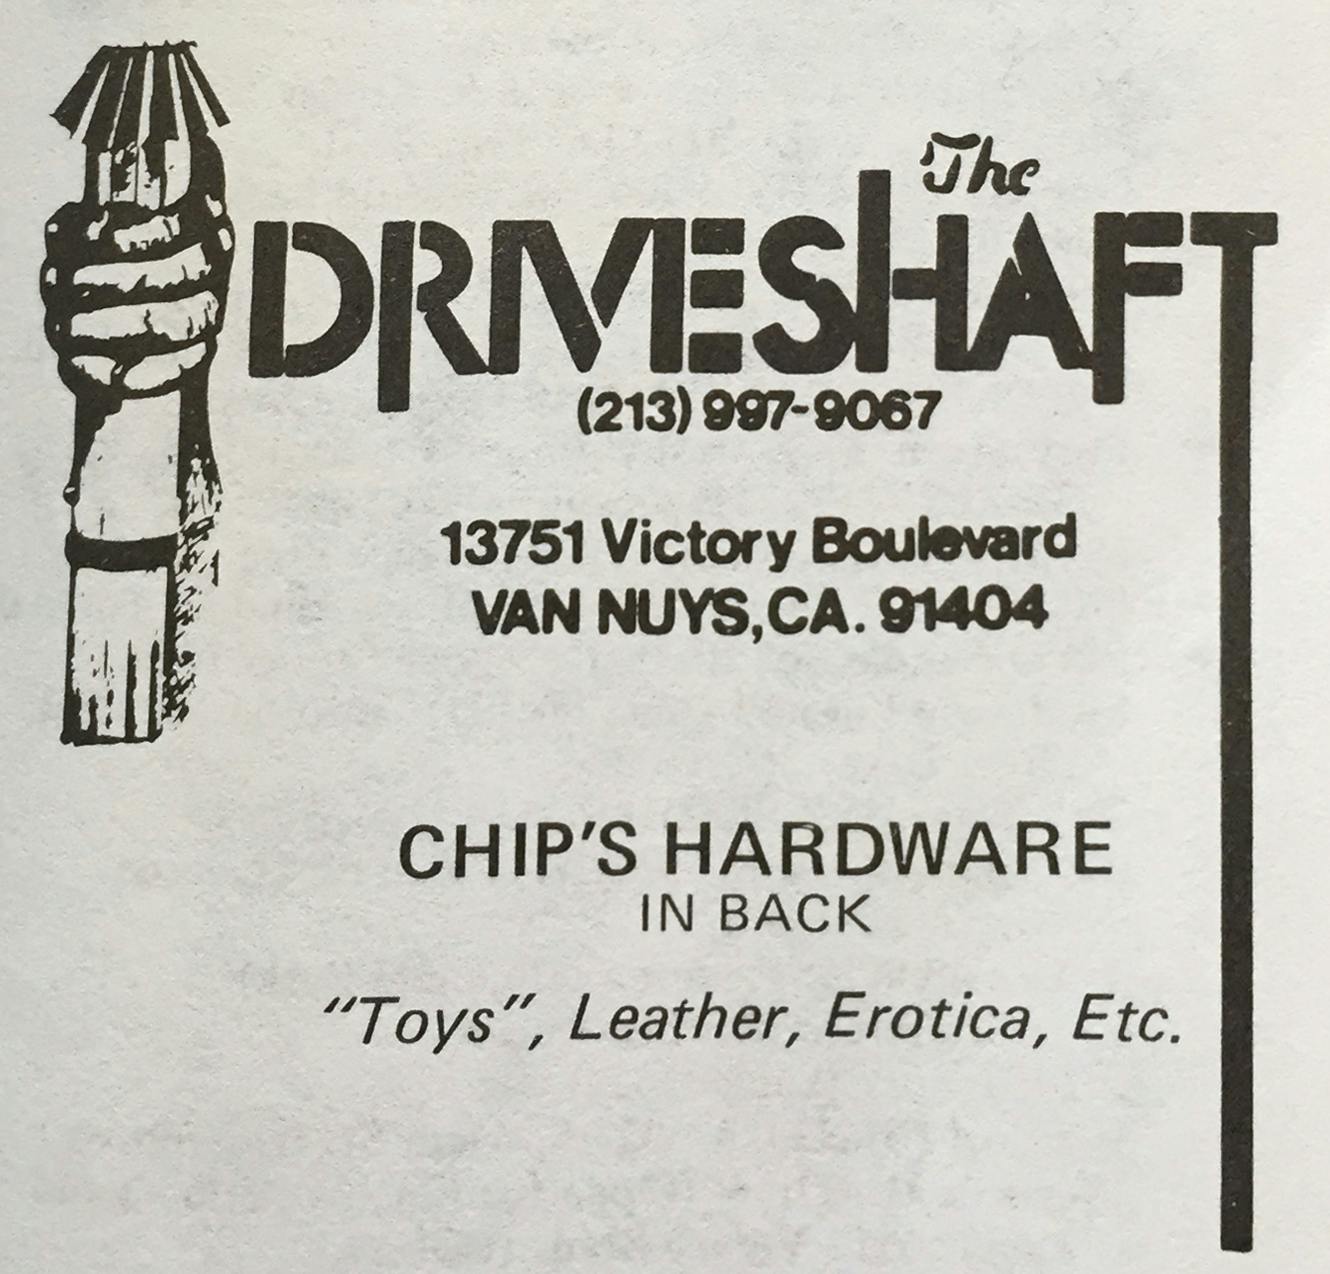 The
DRIVESHAFT
(213) 997-9067
13751 Victory Boulevard
VAN NUYS, CA. 91404
CHIP'S HARDWARE
IN BACK
"Toys", Leather, Erotica, Etc.